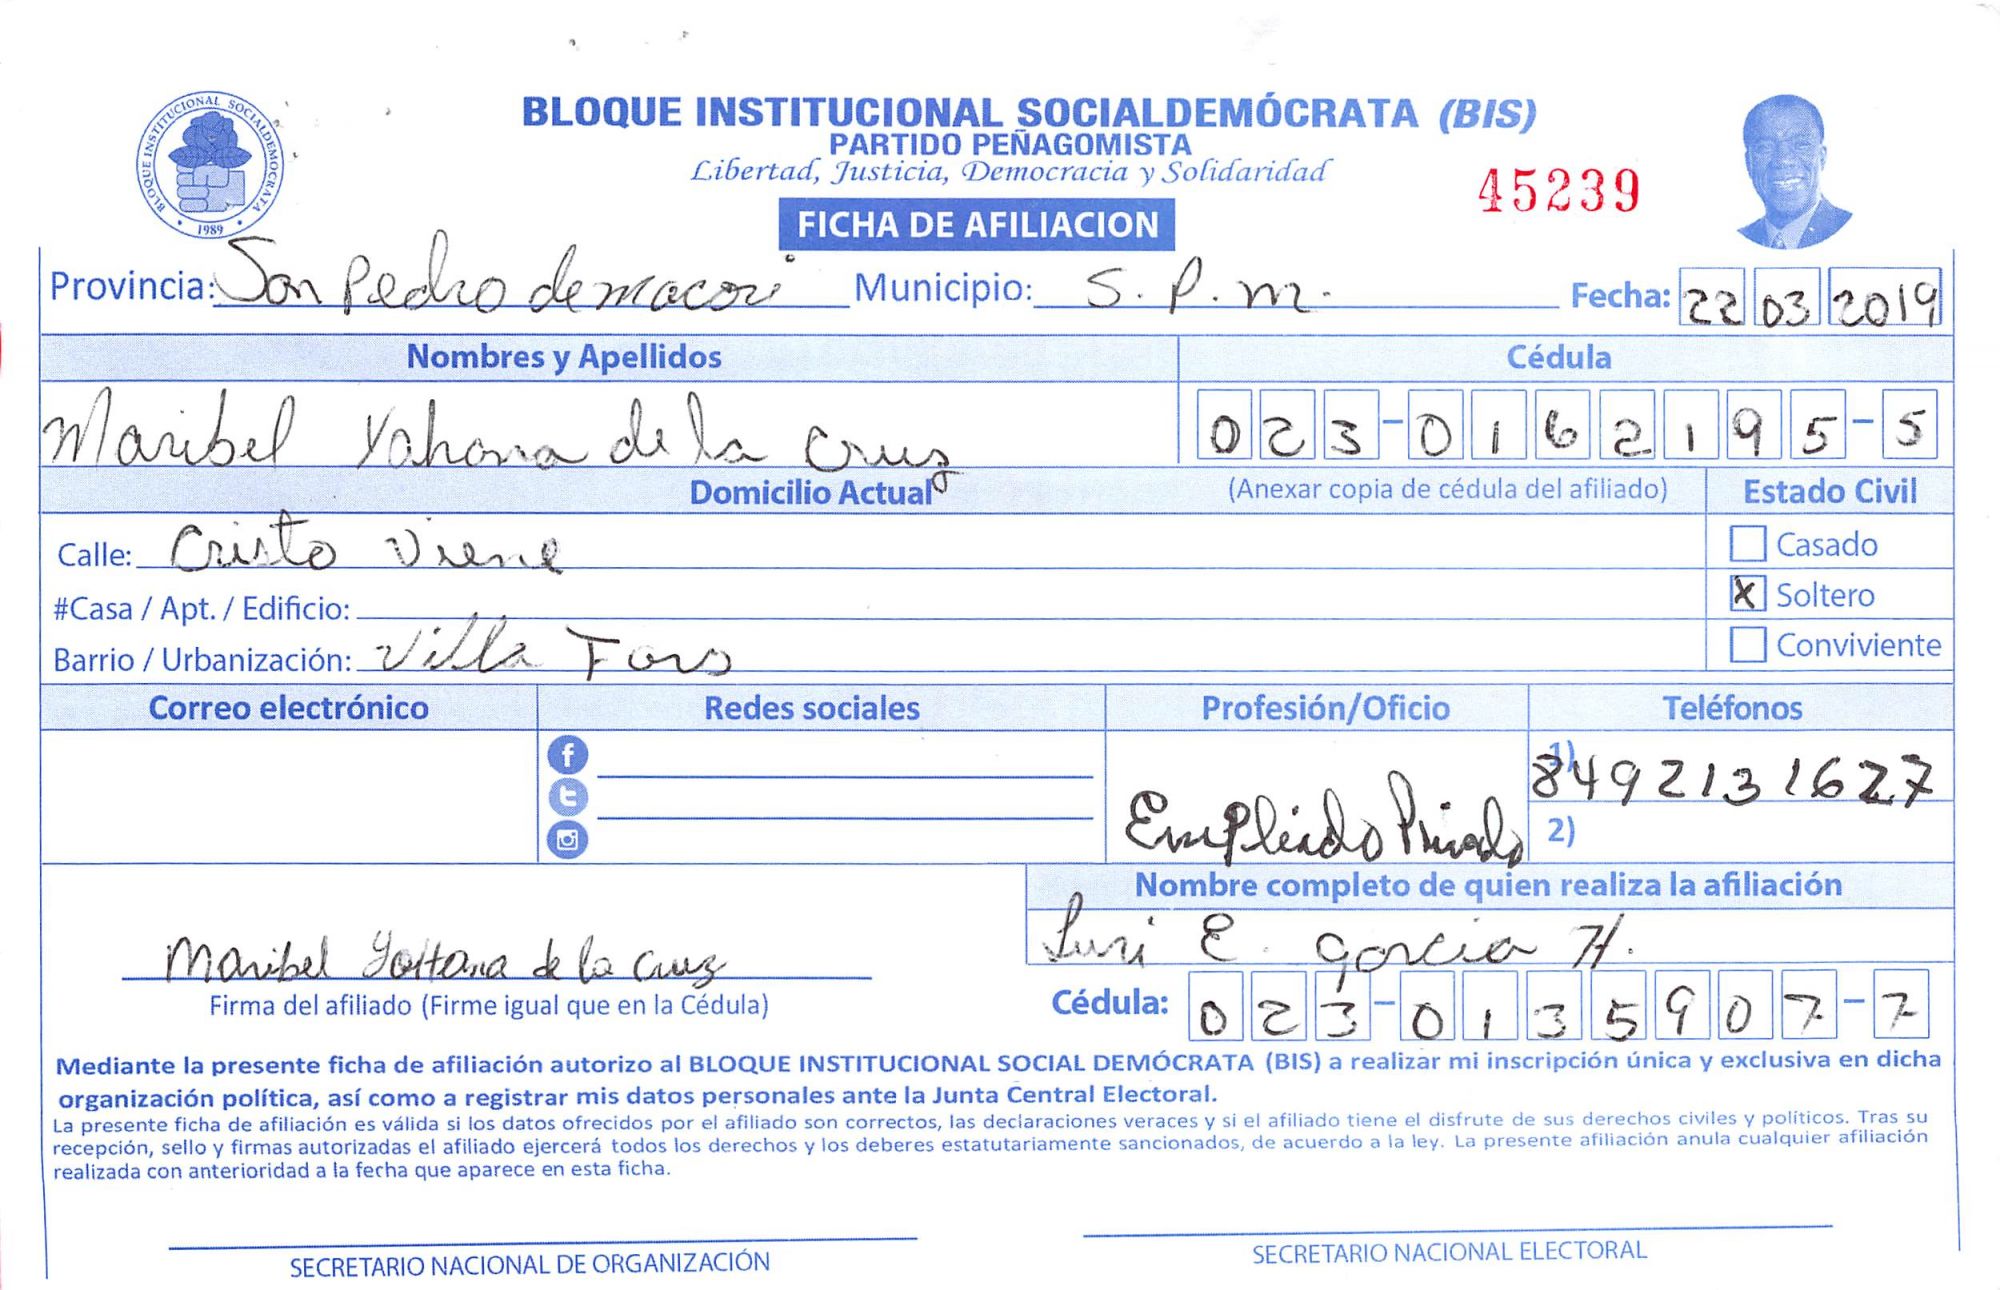 BLOQUE INSTITUCIONAL SOCIALDEMOCRATA
1989
BLOQUE INSTITUCIONAL SOCIALDEMÓCRATA (BIS)
PARTIDO PEÑAGOMISTA
Libertad, Justicia, Democracia y Solidaridad
45239
FICHA DE AFILIACION
Provincia: San Pedro de macori Municipio: S. P. m. Fecha: 22 03 2019
Nombres y Apellidos Cédula
Maribel Yahona de la Cruz 023-0162195-5
Domicilio Actual (Anexar copia de cédula del afiliado) Estado Civil
Calle: Cristo Viene Casado
#Casa / Apt. / Edificio: X Soltero
Barrio / Urbanización: Villa Faro Conviviente
Correo electrónico Redes sociales Profesión/Oficio Teléfonos
1) 8492131627
Empleado Privado 2)
Nombre completo de quien realiza la afiliación
E. garcia H.
Maribel de la Cruz
Firma del afiliado (Firme igual que en la Cédula) Cédula: 023-0135907-7
Mediante la presente ficha de afiliación autorizo al BLOQUE INSTITUCIONAL SOCIAL DEMÓCRATA (BIS) a realizar mi inscripción única y exclusiva en dicha
organización política, así como a registrar mis datos personales ante la Junta Central Electoral.
La presente ficha de afiliación es válida si los datos ofrecidos por el afiliado son correctos, las declaraciones veraces y si el afiliado tiene el disfrute de sus derechos civiles y políticos. Tras su
recepción, sello y firmas autorizadas el afiliado ejercerá todos los derechos y los deberes estatutariamente sancionados, de acuerdo a la ley. La presente afiliación anula cualquier afiliación
realizada con anterioridad a la fecha que aparece en esta ficha.
SECRETARIO NACIONAL DE ORGANIZACIÓN SECRETARIO NACIONAL ELECTORAL